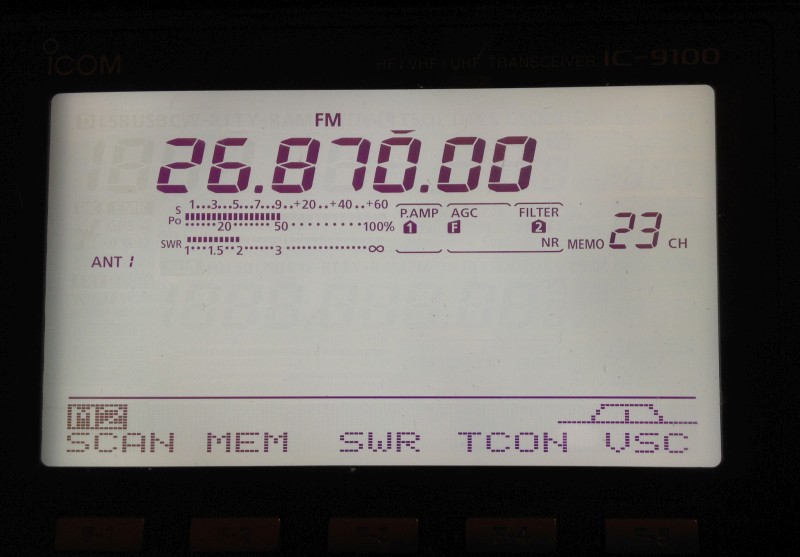 ICOM
HF/VHF/UHF TRANSCEIVER IC-9100
FM
26.870.00
S 1 3 5 7 9 +20 +40 +60
Po 20 50 100%
P.AMP AGC FILTER
1 F 2
NR
MEMO 23 CH
SWR 1 1.5 2 3 ∞
ANT 1
MR
SCAN MEM SWR TCON VSC